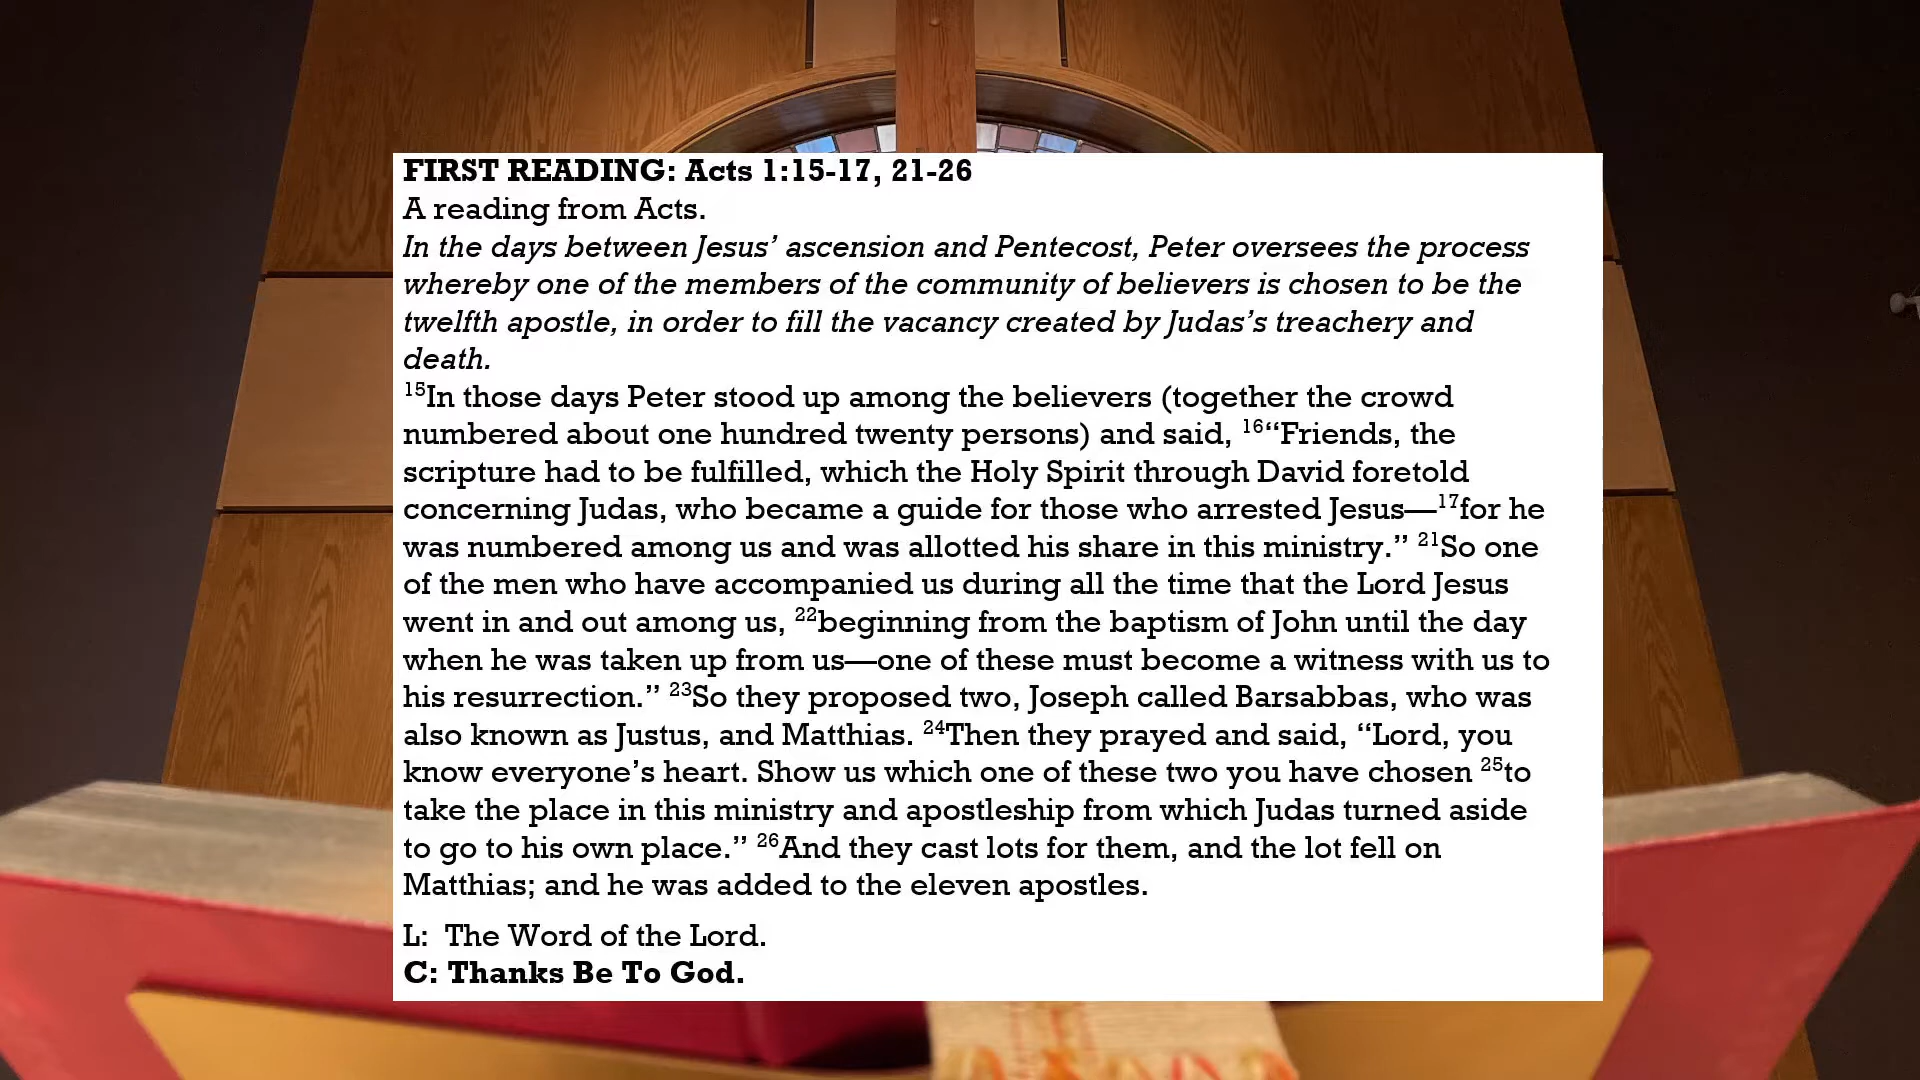 FIRST READING: Acts 1:15-17, 21-26
A reading from Acts.
In the days between Jesus’ ascension and Pentecost, Peter oversees the process
whereby one of the members of the community of believers is chosen to be the
twelfth apostle, in order to fill the vacancy created by Judas’s treachery and
death.
15In those days Peter stood up among the believers (together the crowd
numbered about one hundred twenty persons) and said, 16“Friends, the
scripture had to be fulfilled, which the Holy Spirit through David foretold
concerning Judas, who became a guide for those who arrested Jesus—17for he
was numbered among us and was allotted his share in this ministry.” 21So one
of the men who have accompanied us during all the time that the Lord Jesus
went in and out among us, 22beginning from the baptism of John until the day
when he was taken up from us—one of these must become a witness with us to
his resurrection.” 23So they proposed two, Joseph called Barsabbas, who was
also known as Justus, and Matthias. 24Then they prayed and said, “Lord, you
know everyone’s heart. Show us which one of these two you have chosen 25to
take the place in this ministry and apostleship from which Judas turned aside
to go to his own place.” 26And they cast lots for them, and the lot fell on
Matthias; and he was added to the eleven apostles.
L: The Word of the Lord.
C: Thanks Be To God.